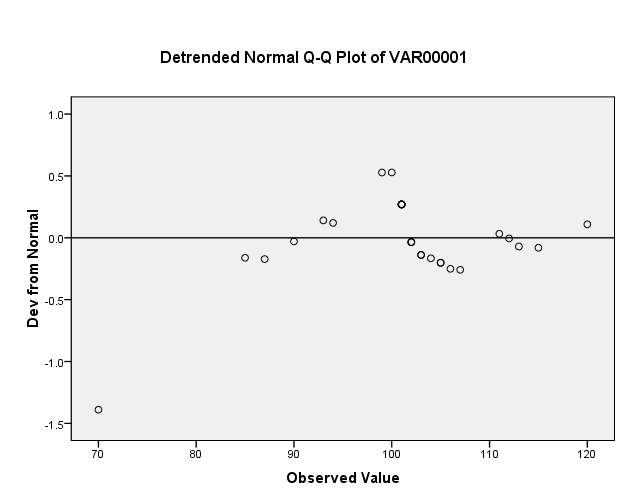 Detrended Normal Q-Q Plot of VAR00001
1.0
0.5
0.0
-0.5
-1.0
-1.5
Dev from Normal
70 80 90 100 110 120
Observed Value